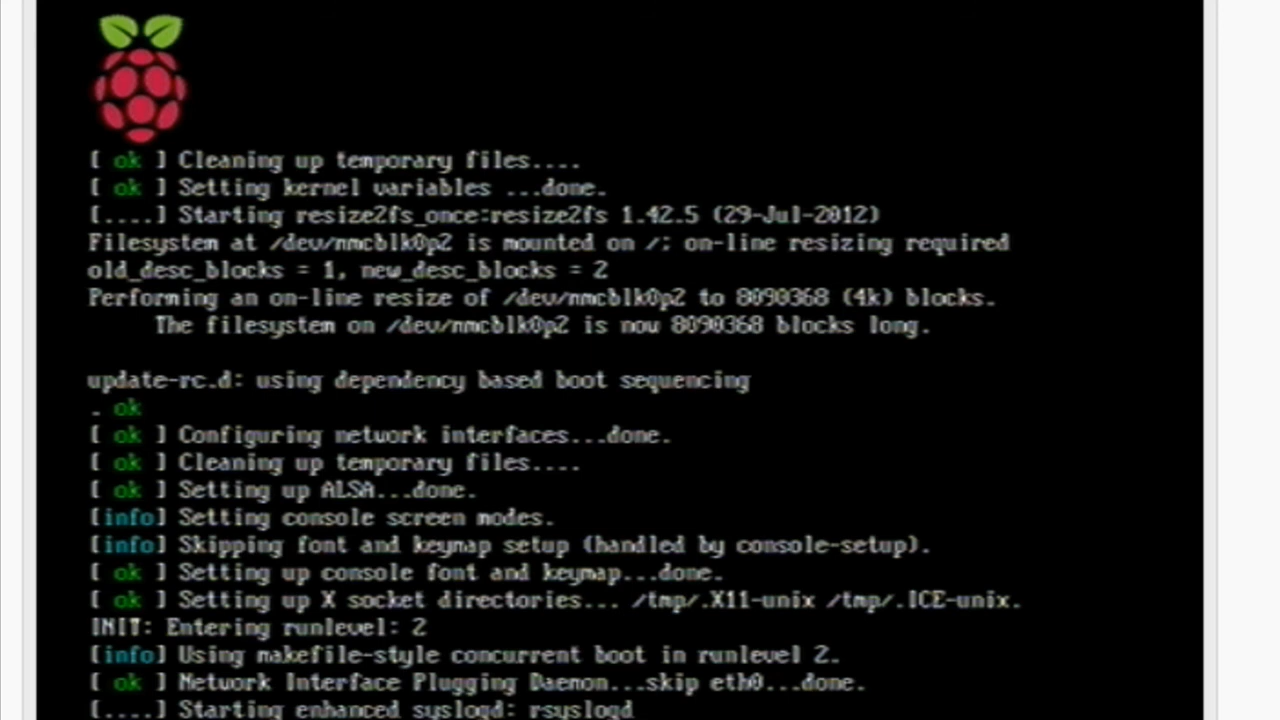 [ ok ] Cleaning up temporary files....
[ ok ] Setting kernel variables ...done.
[....] Starting resize2fs_once:resize2fs 1.42.5 (29-Jul-2012)
Filesystem at /dev/mmcblk0p2 is mounted on /; on-line resizing required
old_desc_blocks = 1, new_desc_blocks = 2
Performing an on-line resize of /dev/mmcblk0p2 to 8090368 (4k) blocks.
The filesystem on /dev/mmcblk0p2 is now 8090368 blocks long.
update-rc.d: using dependency based boot sequencing
. ok
[ ok ] Configuring network interfaces...done.
[ ok ] Cleaning up temporary files....
[ ok ] Setting up ALSA...done.
[info] Setting console screen modes.
[info] Skipping font and keymap setup (handled by console-setup).
[ ok ] Setting up console font and keymap...done.
[ ok ] Setting up X socket directories... /tmp/.X11-unix /tmp/.ICE-unix.
INIT: Entering runlevel: 2
[info] Using makefile-style concurrent boot in runlevel 2.
[ ok ] Network Interface Plugging Daemon...skip eth0...done.
[....] Starting enhanced syslogd: rsyslogd